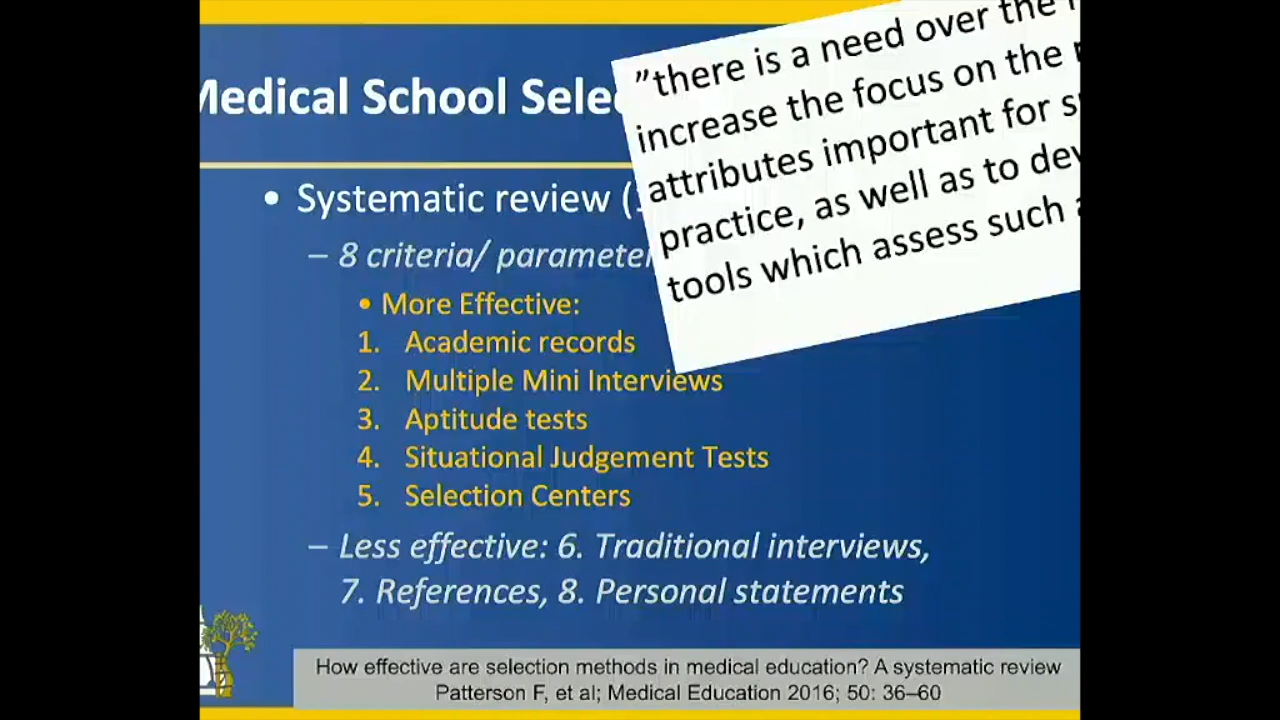 Medical School
"there is a need over the
increase the focus on the
attributes important for
practice, as well as to
tools which assess such
• Systematic review
– 8 criteria/
• More Effective:
1. Academic records
2. Multiple Mini Interviews
3. Aptitude tests
4. Situational Judgement Tests
5. Selection Centers
– Less effective: 6. Traditional interviews,
7. References, 8. Personal statements
How effective are selection methods in medical education? A systematic review
Patterson F, et al; Medical Education 2016; 50: 36–60